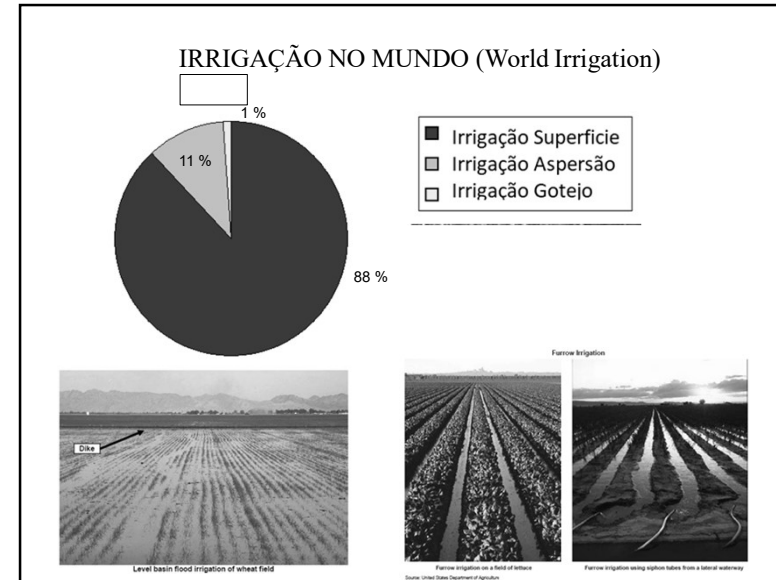 IRRIGAÇÃO NO MUNDO (World Irrigation)
1 %
11 %
88 %
Irrigação Superficie
Irrigação Aspersão
Irrigação Gotejo
Furrow Irrigation
Dike
Level basin flood irrigation of wheat field
Furrow irrigation on a field of lettuce
Furrow irrigation using siphon tubes from a lateral waterway
Source: United States Department of Agriculture